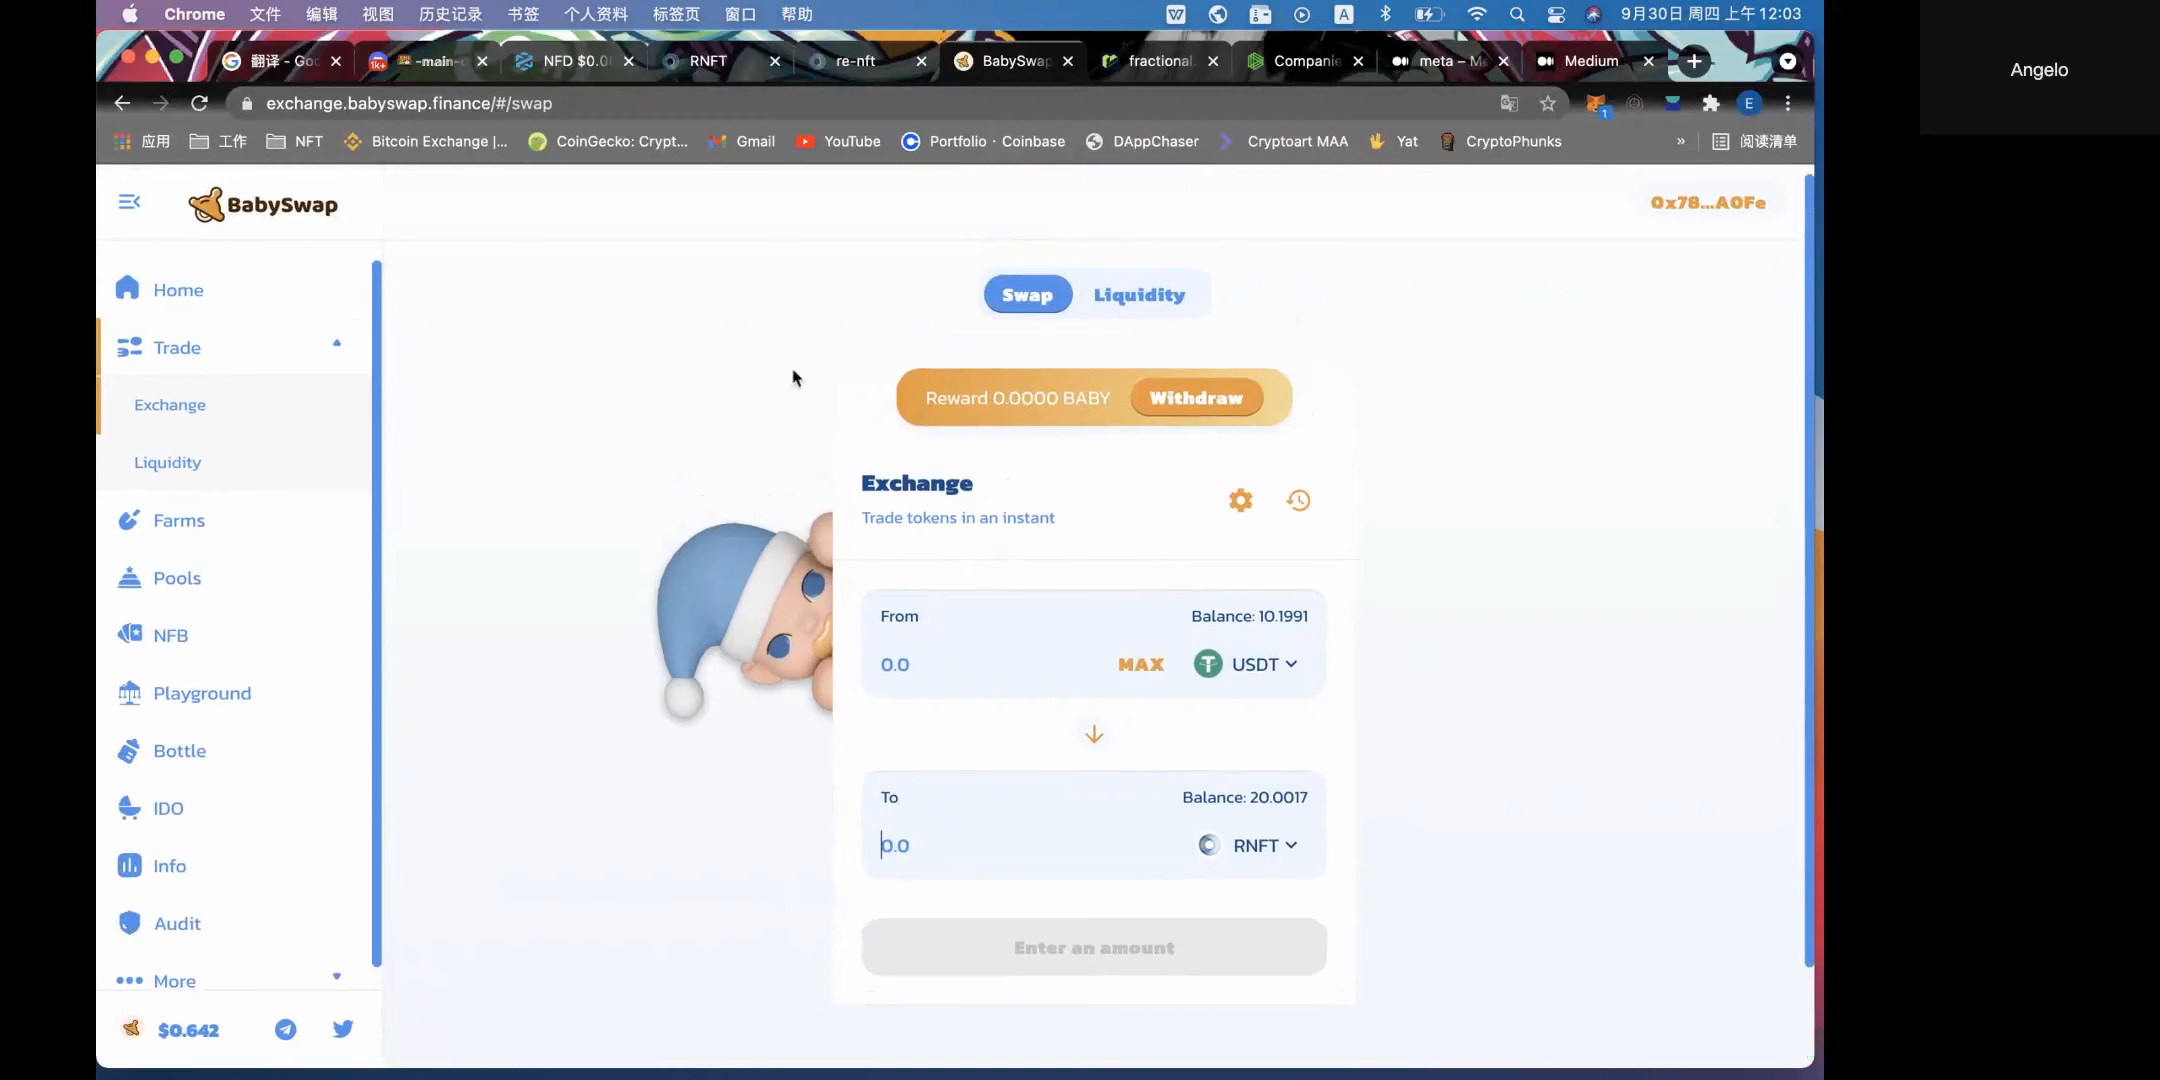 Chrome 文件 编辑 视图 历史记录 书签 个人资料 标签页 窗口 帮助 9月30日 周四 上午12:03
翻译 - Goo -main- NFD $0.0 RNFT re-nft BabySwap fractional. Companie meta – M Medium
exchange.babyswap.finance/#/swap
应用 工作 NFT Bitcoin Exchange |... CoinGecko: Crypt... Gmail YouTube Portfolio · Coinbase DAppChaser Cryptoart MAA Yat CryptoPhunks » 阅读清单
Angelo
BabySwap
0x78...A0Fe
Home
Trade
Exchange
Liquidity
Farms
Pools
NFB
Playground
Bottle
IDO
Info
Audit
More
$0.642
Swap Liquidity
Reward 0.0000 BABY Withdraw
Exchange
Trade tokens in an instant
From Balance: 10.1991
0.0 MAX USDT
To Balance: 20.0017
0.0 RNFT
Enter an amount